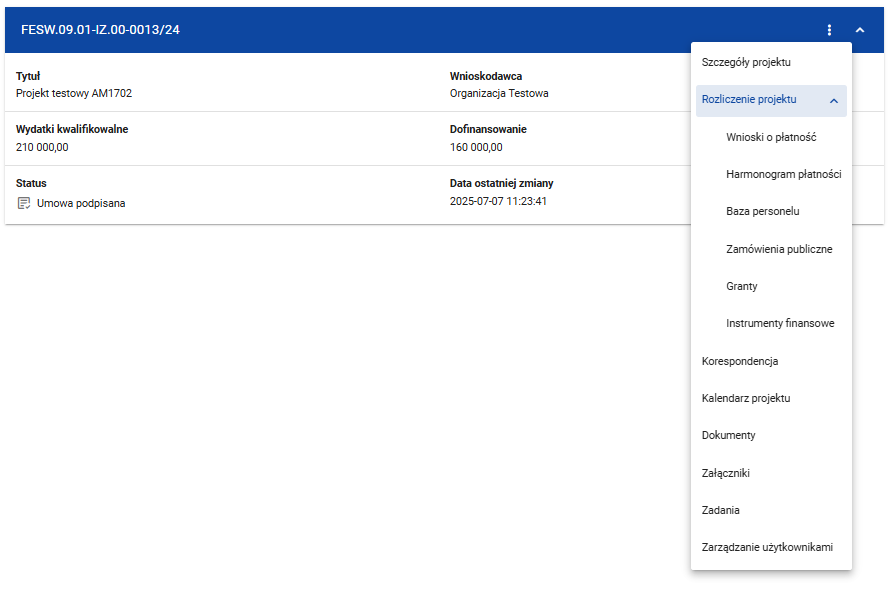 FESW.09.01-IZ.00-0013/24
Tytuł
Projekt testowy AM1702
Wnioskodawca
Organizacja Testowa
Wydatki kwalifikowalne
210 000,00
Dofinansowanie
160 000,00
Status
Umowa podpisana
Data ostatniej zmiany
2025-07-07 11:23:41
Szczegóły projektu
Rozliczenie projektu
Wnioski o płatność
Harmonogram płatności
Baza personelu
Zamówienia publiczne
Granty
Instrumenty finansowe
Korespondencja
Kalendarz projektu
Dokumenty
Załączniki
Zadania
Zarządzanie użytkownikami